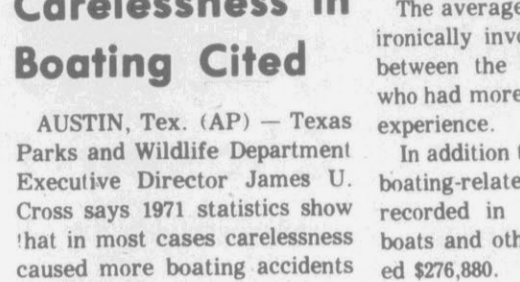 Carelessness in
Boating Cited
AUSTIN, Tex. (AP) — Texas
Parks and Wildlife Department
Executive Director James U.
Cross says 1971 statistics show
that in most cases carelessness
caused more boating accidents
The average
ironically
between the
who had more
experience.
In addition
recorded in
boats and
ed $276,880.